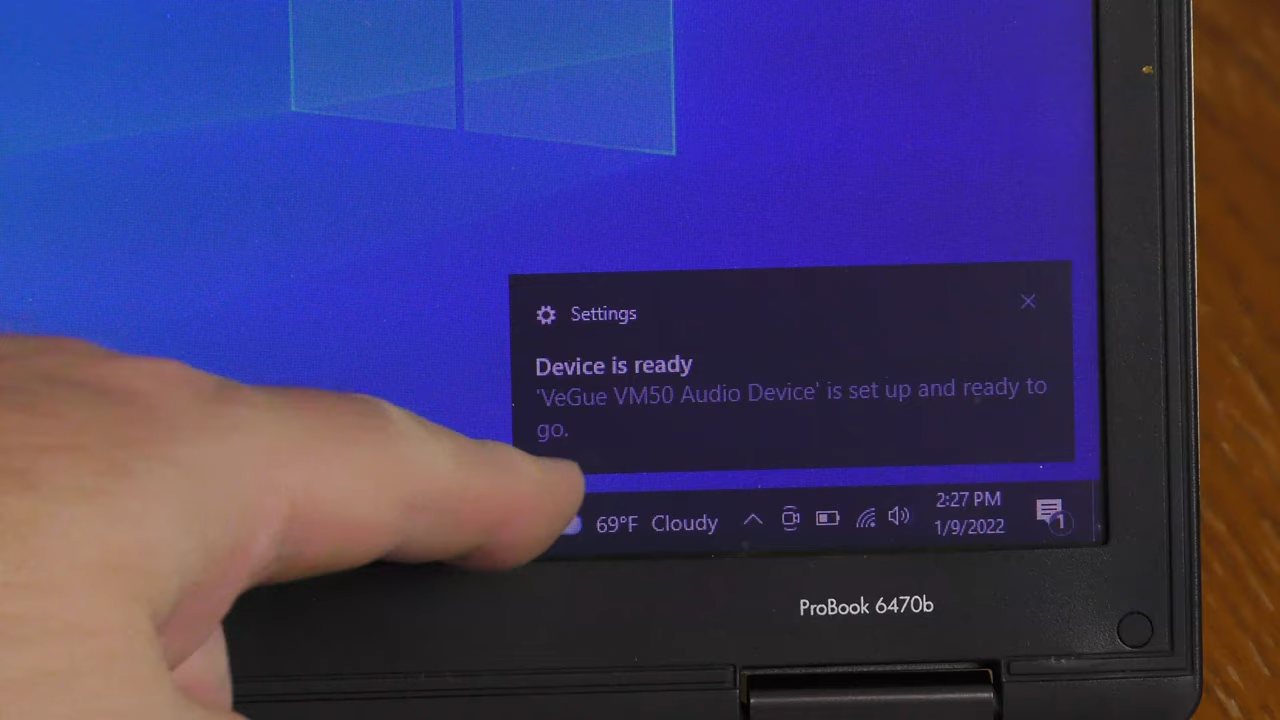 Settings
Device is ready
'VeGue VM50 Audio Device' is set up and ready to
go.
69°F Cloudy
2:27 PM
1/9/2022
1
ProBook 6470b